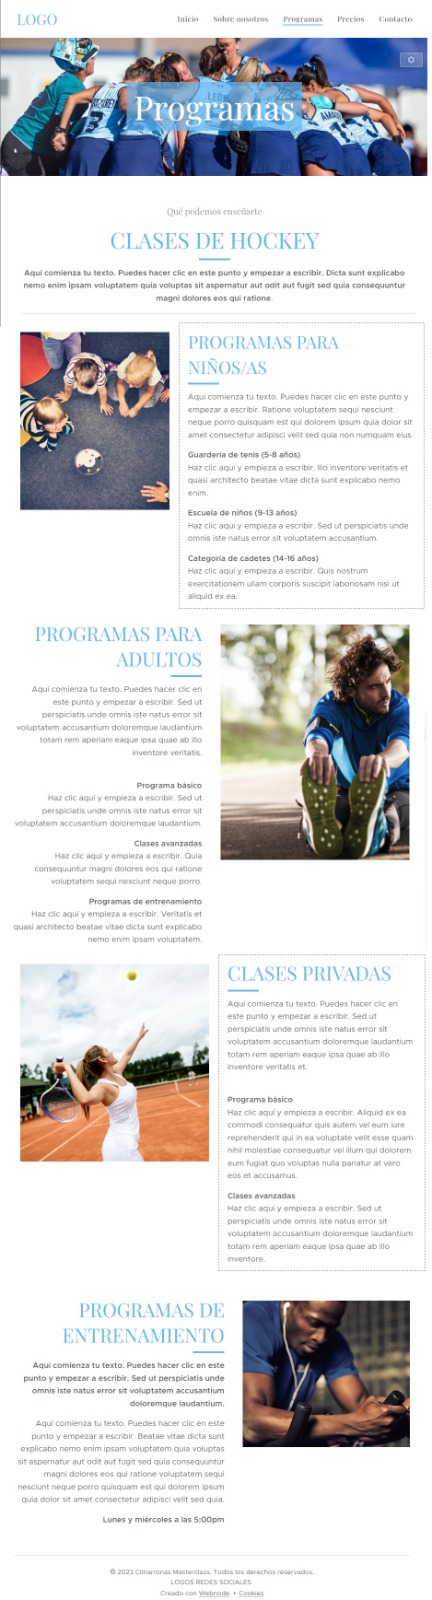 LOGO
Inicio Sobre nosotros Programas Precios Contacto
Programas
Qué podemos enseñarte
CLASES DE HOCKEY
Aquí comienza tu texto. Puedes hacer clic en este punto y empezar a escribir. Dicta sunt explicabo
nemo enim ipsam voluptatem quia voluptas sit aspernatur aut odit aut fugit sed quia consequuntur
magni dolores eos qui ratione.
PROGRAMAS PARA
NIÑOS/AS
Aquí comienza tu texto. Puedes hacer clic en este punto y
empezar a escribir. Ratione voluptatem sequi nesciunt
neque porro quisquam est qui dolorem ipsum quia dolor sit
amet consectetur adipisci velit sed quia non numquam eius.
Guardería de tenis (5-8 años)
Haz clic aquí y empieza a escribir. Illo inventore veritatis et
quasi architecto beatae vitae dicta sunt explicabo nemo
enim.
Escuela de niños (9-13 años)
Haz clic aquí y empieza a escribir. Sed ut perspiciatis unde
omnis iste natus error sit voluptatem accusantium.
Categoría de cadetes (14-16 años)
Haz clic aquí y empieza a escribir. Quis nostrum
exercitationem ullam corporis suscipit laboriosam nisi ut
aliquid ex ea.
PROGRAMAS PARA
ADULTOS
Aquí comienza tu texto. Puedes hacer clic en
este punto y empezar a escribir. Sed ut
perspiciatis unde omnis iste natus error sit
voluptatem accusantium doloremque laudantium
totam rem aperiam eaque ipsa quae ab illo
inventore veritatis.
Programa básico
Haz clic aquí y empieza a escribir. Sed ut
perspiciatis unde omnis iste natus error sit
voluptatem accusantium doloremque laudantium.
Clases avanzadas
Haz clic aquí y empieza a escribir. Quia
consequuntur magni dolores eos qui ratione
voluptatem sequi nesciunt neque porro.
Programas de entrenamiento
Haz clic aquí y empieza a escribir. Veritatis et
quasi architecto beatae vitae dicta sunt explicabo
nemo enim ipsam voluptatem.
CLASES PRIVADAS
Aquí comienza tu texto. Puedes hacer clic en
este punto y empezar a escribir. Sed ut
perspiciatis unde omnis iste natus error sit
voluptatem accusantium doloremque laudantium
totam rem aperiam eaque ipsa quae ab illo
inventore veritatis et.
Programa básico
Haz clic aquí y empieza a escribir. Aliquid ex ea
commodi consequatur quis autem vel eum iure
reprehenderit qui in ea voluptate velit esse quam
nihil molestiae consequatur vel illum qui dolorem
eum fugiat quo voluptas nulla pariatur at vero
eos et accusamus.
Clases avanzadas
Haz clic aquí y empieza a escribir. Sed ut
perspiciatis unde omnis iste natus error sit
voluptatem accusantium doloremque laudantium
totam rem aperiam eaque ipsa quae ab illo
inventore.
PROGRAMAS DE
ENTRENAMIENTO
Aquí comienza tu texto. Puedes hacer clic en este
punto y empezar a escribir. Sed ut perspiciatis unde
omnis iste natus error sit voluptatem accusantium
doloremque laudantium.
Aquí comienza tu texto. Puedes hacer clic en este punto y
empezar a escribir. Beatae vitae dicta sunt
explicabo nemo enim ipsam voluptatem quia voluptas
sit aspernatur aut odit aut fugit sed quia consequuntur
magni dolores eos qui ratione voluptatem sequi
nesciunt neque porro quisquam est qui dolorem ipsum
quia dolor sit amet consectetur adipisci velit sed quia.
Lunes y miércoles a las 5:00pm
© 2023 Cimarronas Masterclass. Todos los derechos reservados.
LOGOS REDES SOCIALES
Creado con Webnode • Cookies